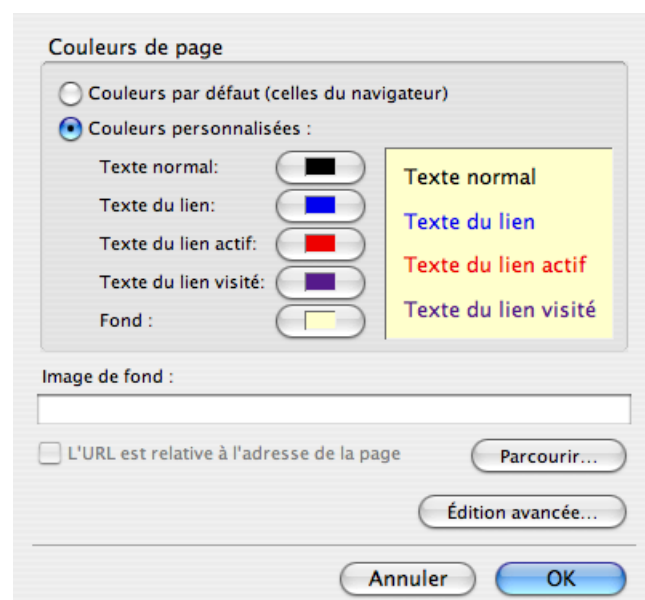 Couleurs de page
Couleurs par défaut (celles du navigateur)
Couleurs personnalisées :
Texte normal:
Texte du lien:
Texte du lien actif:
Texte du lien visité:
Fond :
Texte normal
Texte du lien
Texte du lien actif
Texte du lien visité
Image de fond :
L'URL est relative à l'adresse de la page
Parcourir...
Édition avancée...
Annuler
OK